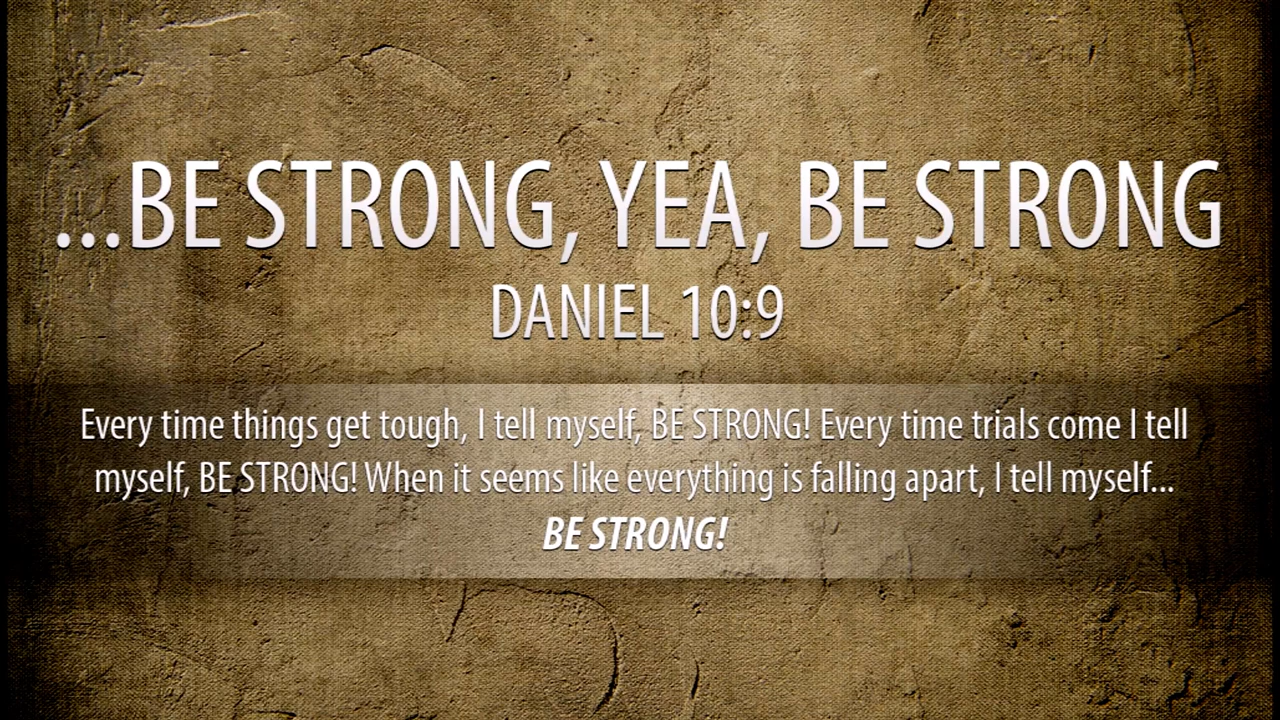 ...BE STRONG, YEA, BE STRONG
DANIEL 10:9
Every time things get tough, I tell myself, BE STRONG! Every time trials come I tell
myself, BE STRONG! When it seems like everything is falling apart, I tell myself...
BE STRONG!